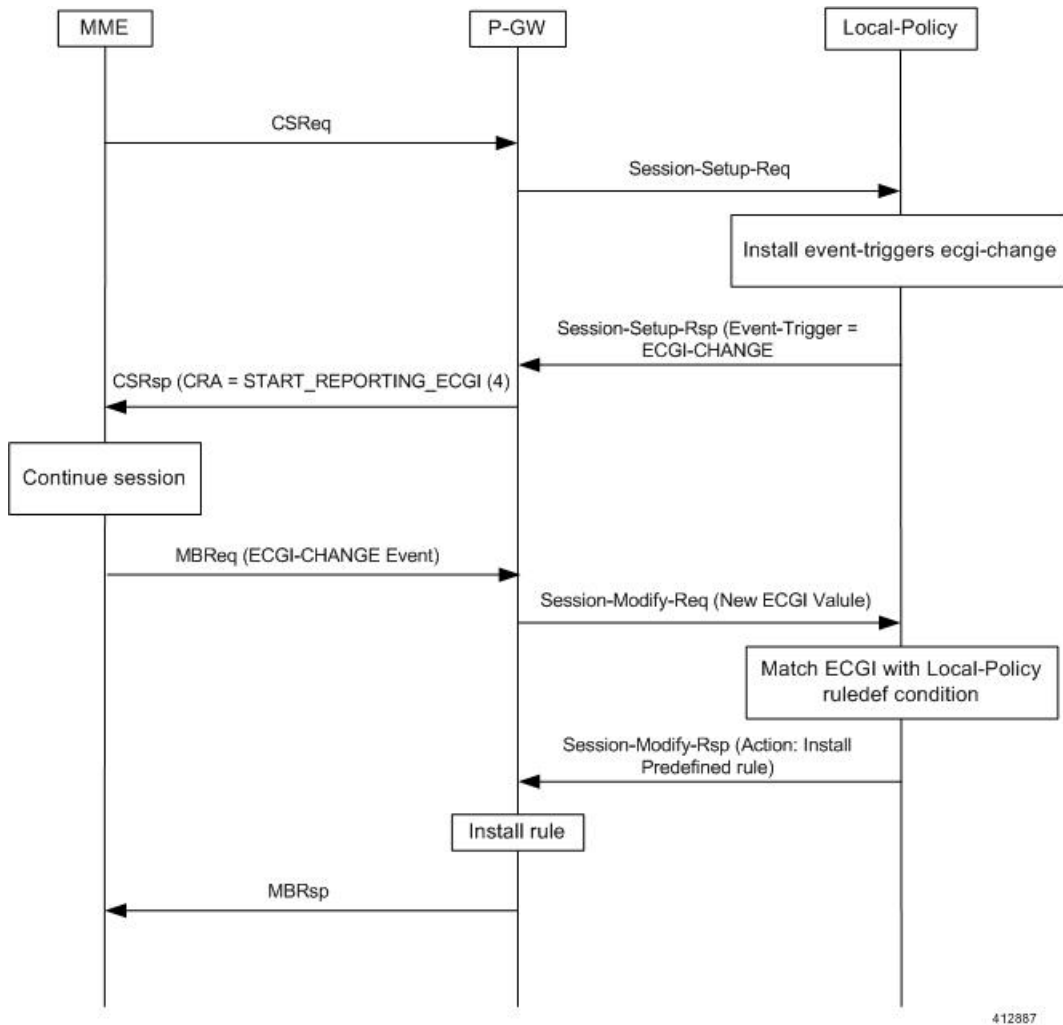 MME
P-GW
Local-Policy
CSReq
Session-Setup-Req
Install event-triggers ecgi-change
Session-Setup-Rsp (Event-Trigger =
ECGI-CHANGE
CSRsp (CRA = START_REPORTING_ECGI (4)
Continue session
MBReq (ECGI-CHANGE Event)
Session-Modify-Req (New ECGI Valule)
Match ECGI with Local-Policy
ruledef condition
Session-Modify-Rsp (Action: Install
Predefined rule)
Install rule
MBRsp
412887